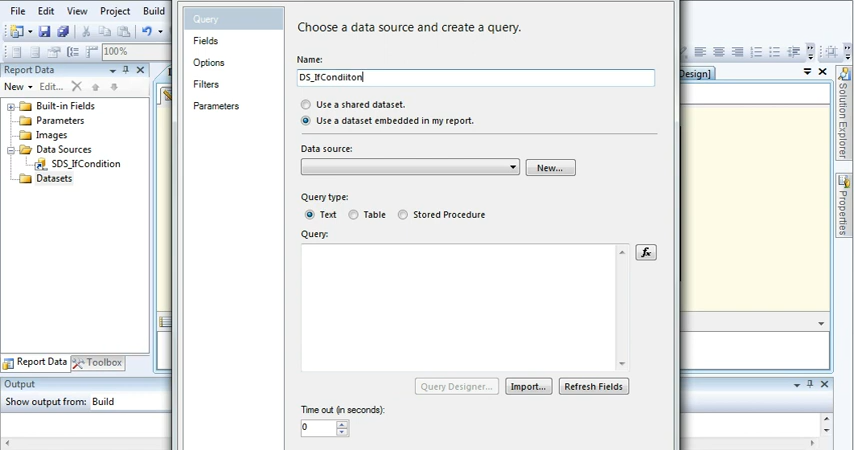 File Edit View Project Build
100%
Report Data
New Edit...
Built-in Fields
Parameters
Images
Data Sources
SDS_IfCondition
Datasets
Report Data Toolbox
Output
Show output from: Build
Query
Fields
Options
Filters
Parameters
Choose a data source and create a query.
Name:
DS_IfCondiiton
Use a shared dataset.
Use a dataset embedded in my report.
Data source:
New...
Query type:
Text Table Stored Procedure
Query:
fx
Query Designer... Import... Refresh Fields
Time out (in seconds):
0
Design]
Solution Explorer
Properties